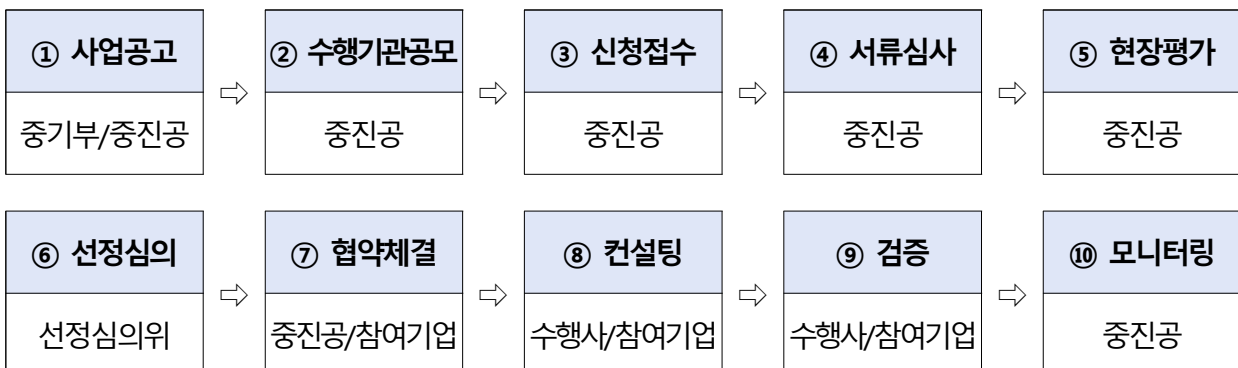 ① 사업공고 ⇨ ② 수행기관공모 ⇨ ③ 신청접수 ⇨ ④ 서류심사 ⇨ ⑤ 현장평가
중기부/중진공 중진공 중진공 중진공 중진공
⑥ 선정심의 ⇨ ⑦ 협약체결 ⇨ ⑧ 컨설팅 ⇨ ⑨ 검증 ⇨ ⑩ 모니터링
선정심의위 중진공/참여기업 수행사/참여기업 수행사/참여기업 중진공